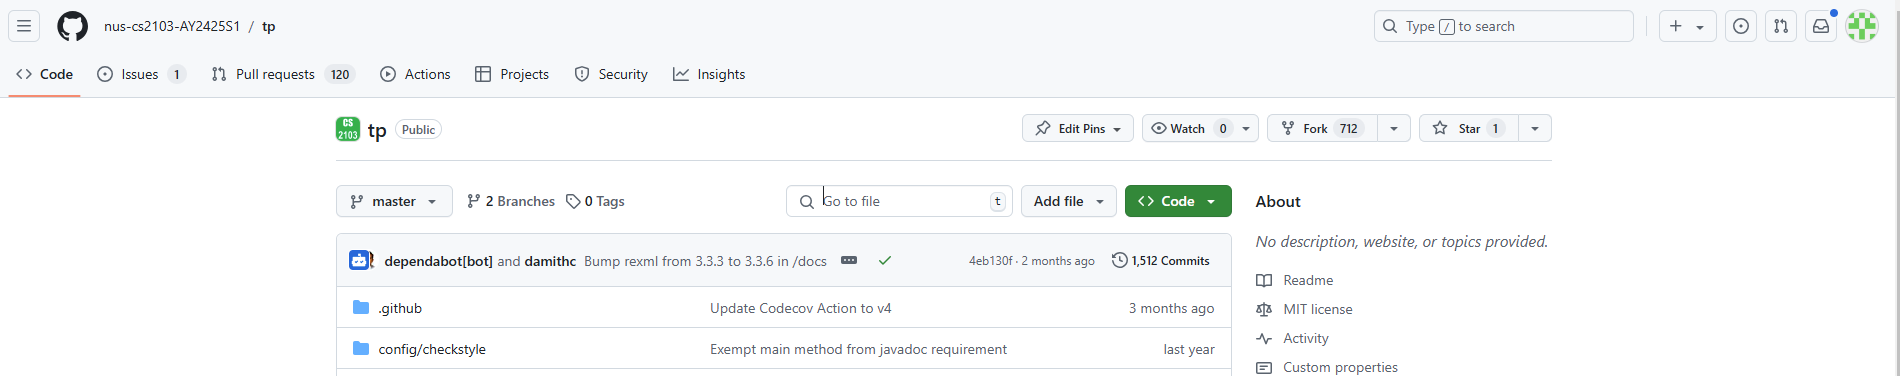 nus-cs2103-AY2425S1 / tp
Type / to search
Code
Issues 1
Pull requests 120
Actions
Projects
Security
Insights
CS 2103
tp Public
Edit Pins
Watch 0
Fork 712
Star 1
master
2 Branches
0 Tags
Go to file t
Add file
Code
dependabot[bot] and damithc Bump rexml from 3.3.3 to 3.3.6 in /docs
4eb130f · 2 months ago
1,512 Commits
.github Update Codecov Action to v4 3 months ago
config/checkstyle Exempt main method from javadoc requirement last year
About
No description, website, or topics provided.
Readme
MIT license
Activity
Custom properties